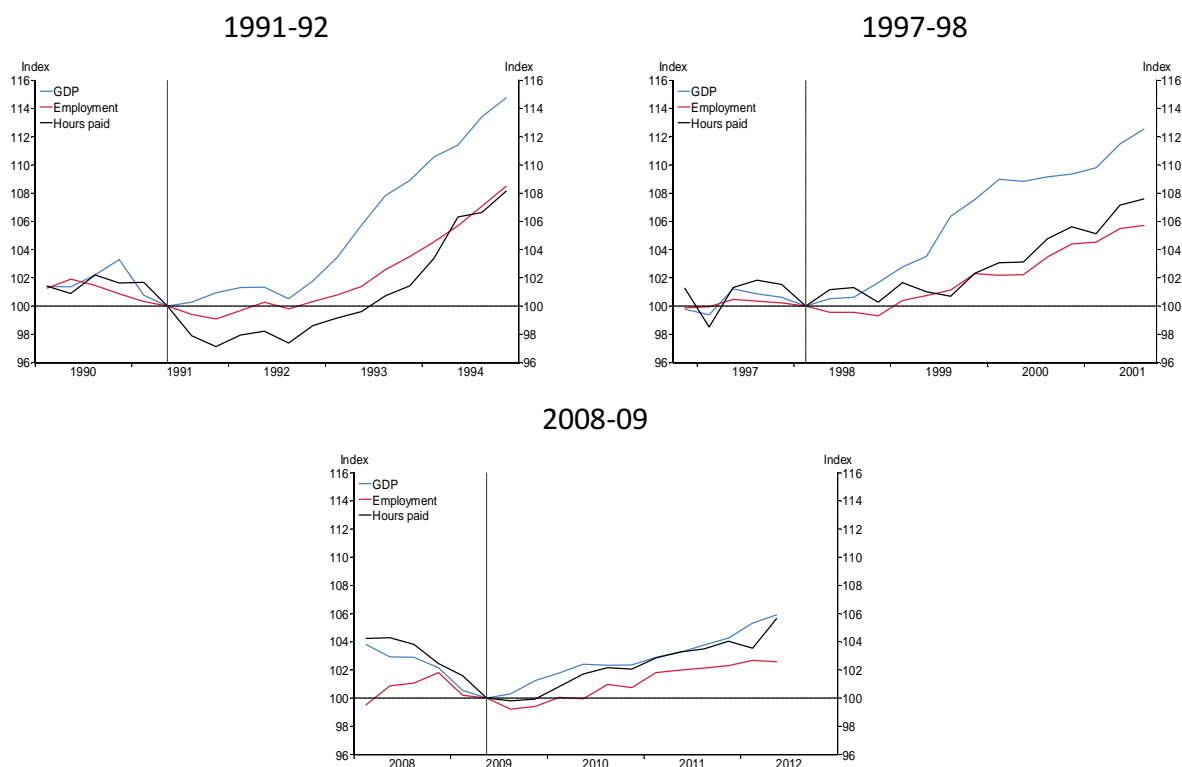 1991-92
Index Index
116 116
GDP
114 114
Employment
Hours paid
112 112
110 110
108 108
106 106
104 104
102 102
100 100
98 98
96 96
1990 1991 1992 1993 1994
1997-98
Index Index
116 116
GDP
114 114
Employment
Hours paid
112 112
110 110
108 108
106 106
104 104
102 102
100 100
98 98
96 96
1997 1998 1999 2000 2001
2008-09
Index Index
116 116
GDP
114 114
Employment
Hours paid
112 112
110 110
108 108
106 106
104 104
102 102
100 100
98 98
96 96
2008 2009 2010 2011 2012